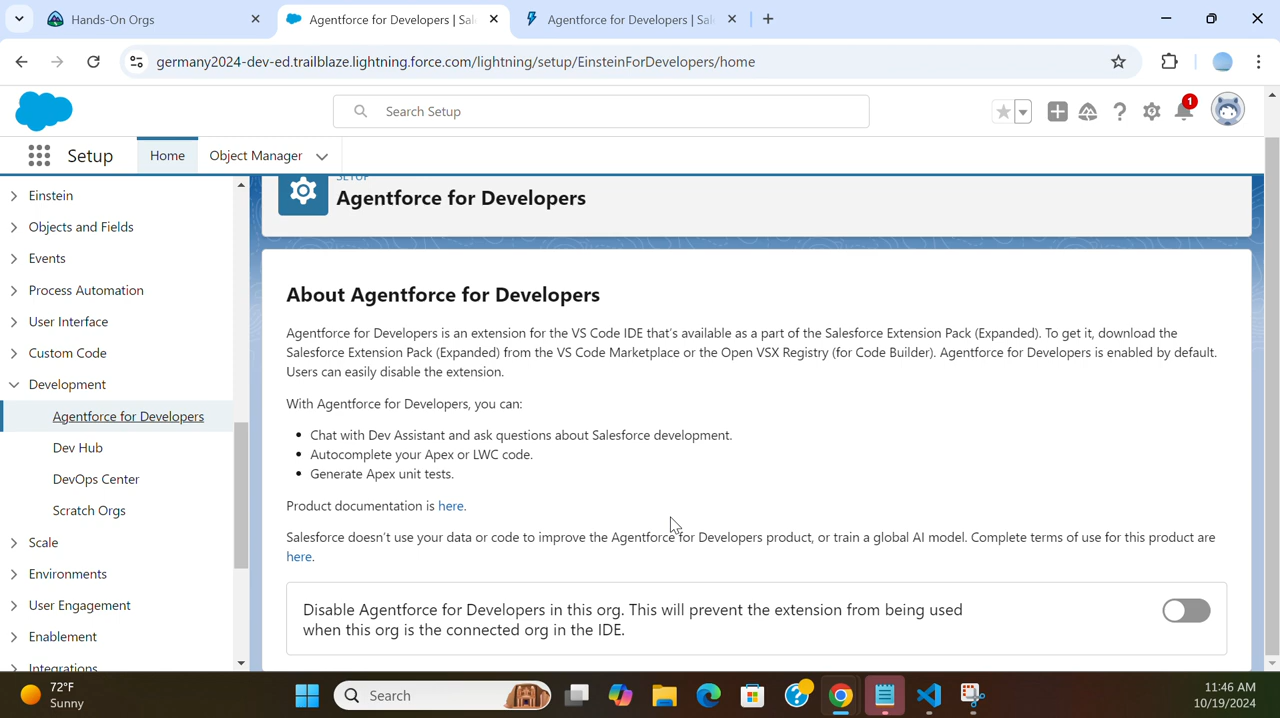 Hands-On Orgs
Agentforce for Developers | Sal
Agentforce for Developers | Sal
germany2024-dev-ed.trailblaze.lightning.force.com/lightning/setup/EinsteinForDevelopers/home
Search Setup
1
Setup
Home
Object Manager
Einstein
Objects and Fields
Events
Process Automation
User Interface
Custom Code
Development
Agentforce for Developers
Dev Hub
DevOps Center
Scratch Orgs
Scale
Environments
User Engagement
Enablement
Integrations
SETUP
Agentforce for Developers
About Agentforce for Developers
Agentforce for Developers is an extension for the VS Code IDE that's available as a part of the Salesforce Extension Pack (Expanded). To get it, download the
Salesforce Extension Pack (Expanded) from the VS Code Marketplace or the Open VSX Registry (for Code Builder). Agentforce for Developers is enabled by default.
Users can easily disable the extension.
With Agentforce for Developers, you can:
• Chat with Dev Assistant and ask questions about Salesforce development.
• Autocomplete your Apex or LWC code.
• Generate Apex unit tests.
Product documentation is here.
Salesforce doesn't use your data or code to improve the Agentforce for Developers product, or train a global AI model. Complete terms of use for this product are
here.
Disable Agentforce for Developers in this org. This will prevent the extension from being used
when this org is the connected org in the IDE.
72°F
Sunny
Search
11:46 AM
10/19/2024